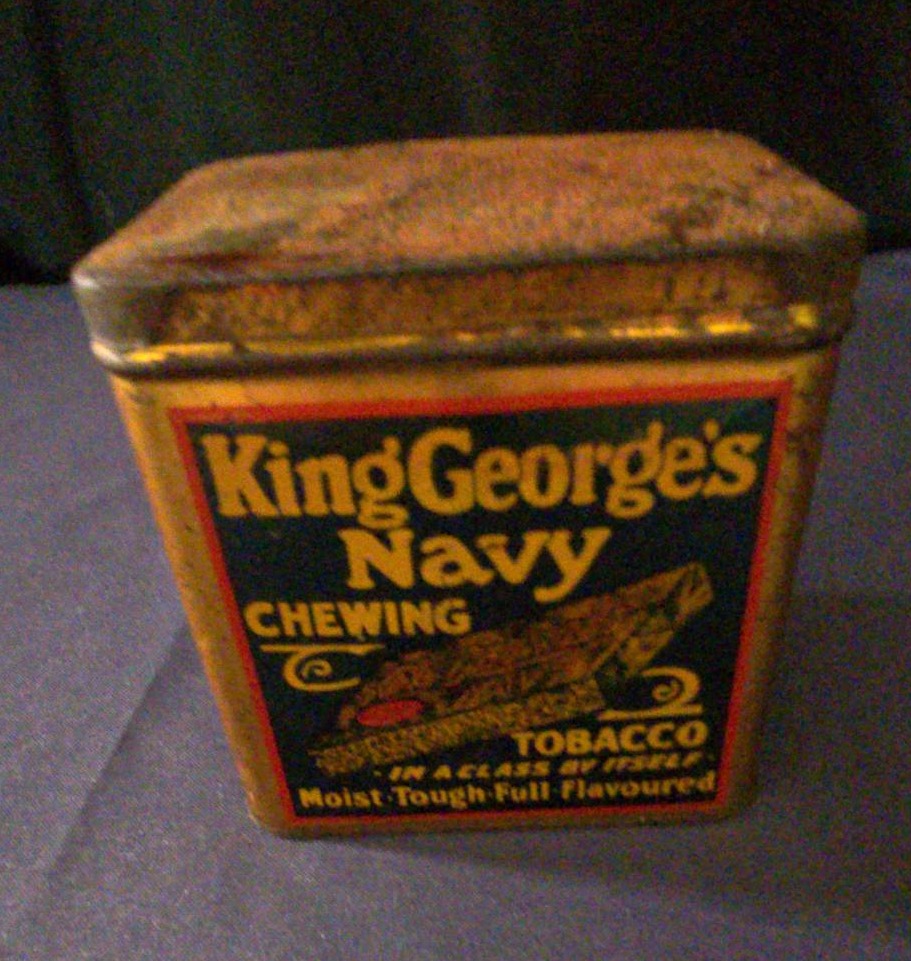 King George's
Navy
CHEWING
TOBACCO
· IN A CLASS BY ITSELF ·
Moist · Tough · Full Flavoured